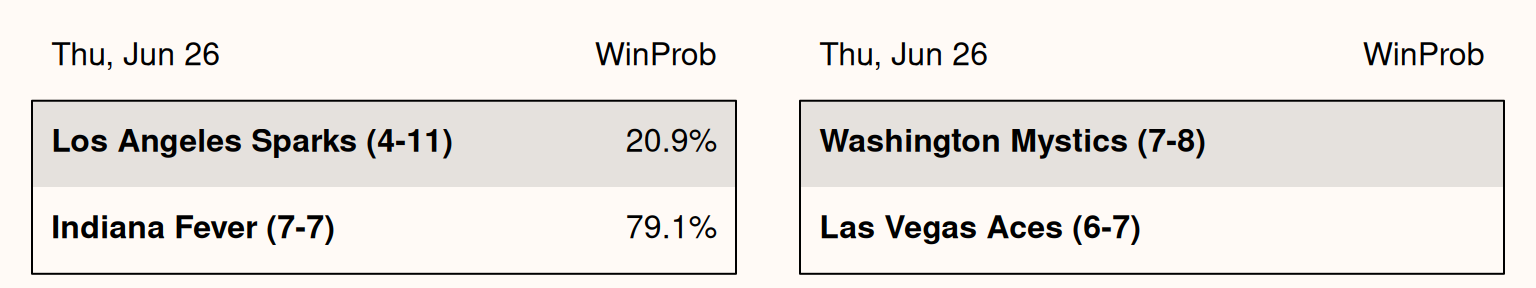 Thu, Jun 26 WinProb
Los Angeles Sparks (4-11) 20.9%
Indiana Fever (7-7) 79.1%
Thu, Jun 26 WinProb
Washington Mystics (7-8)
Las Vegas Aces (6-7)